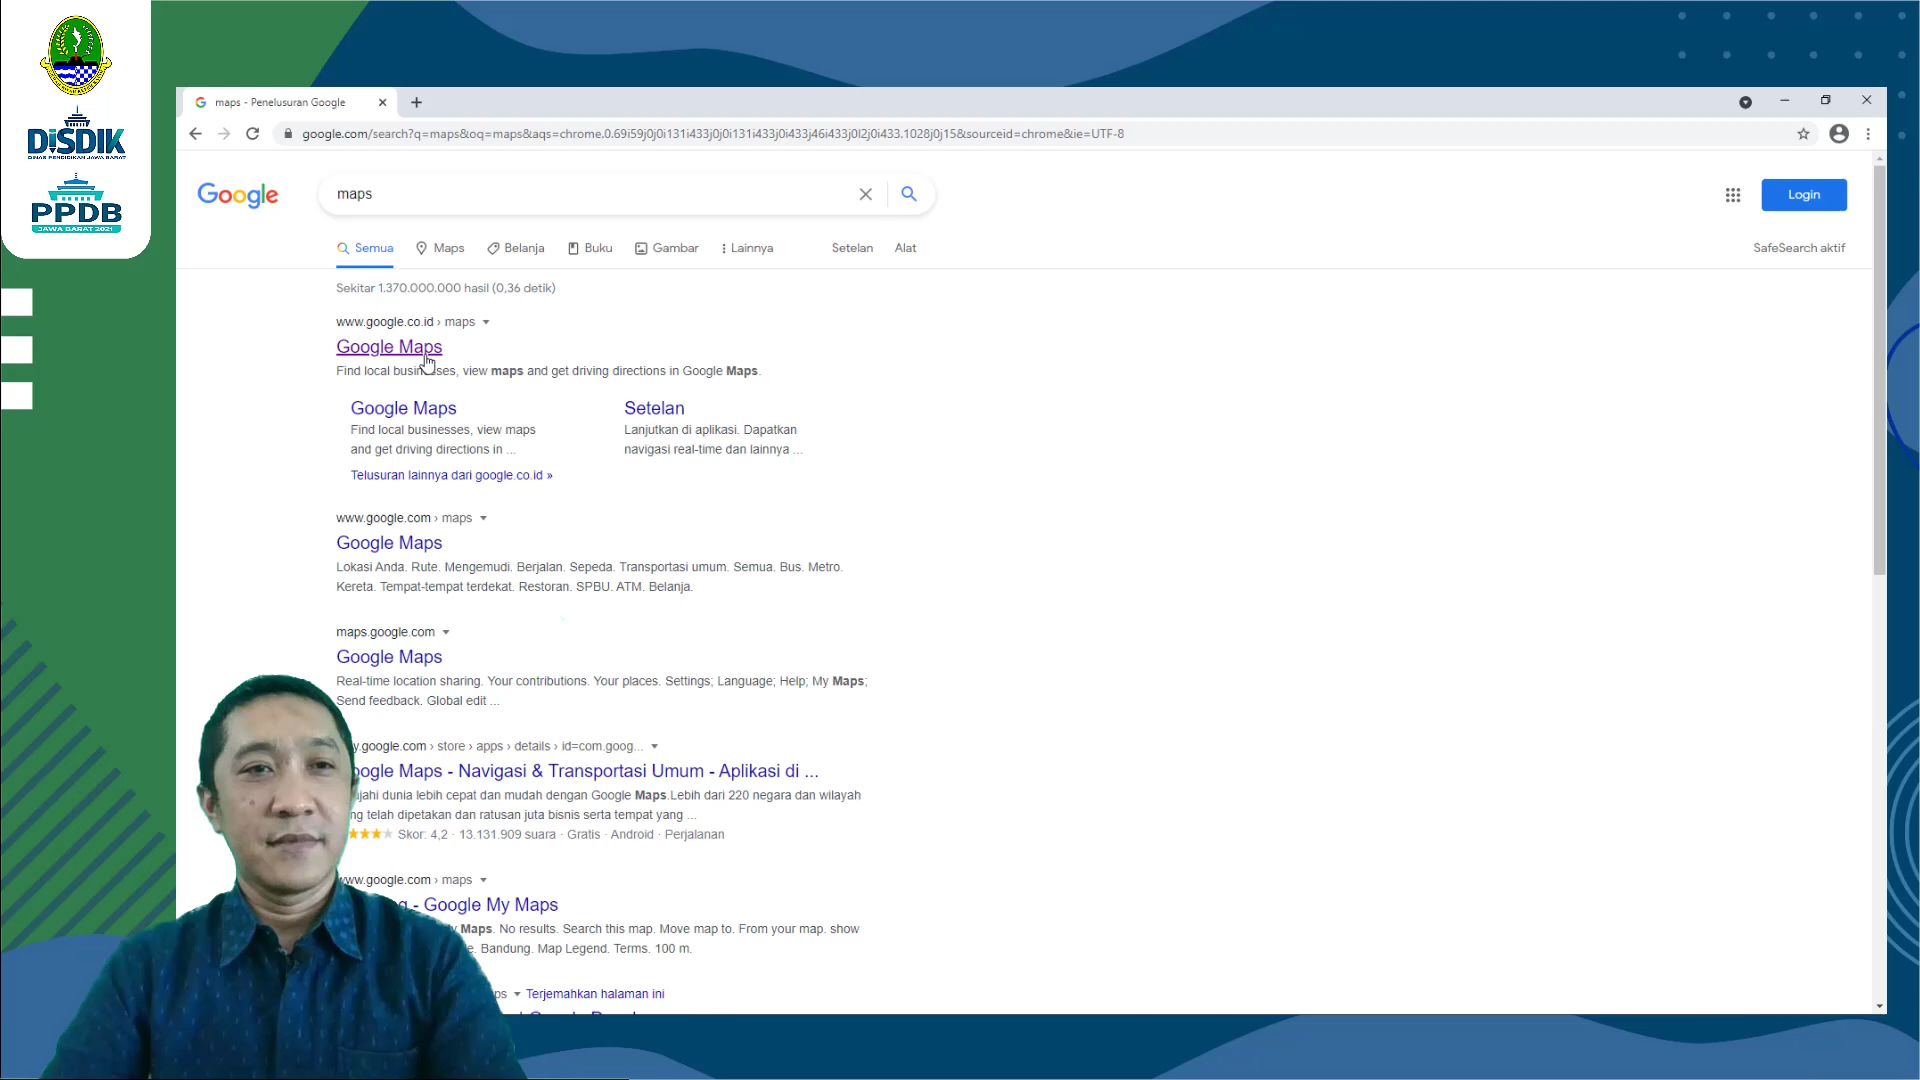 DISDIK
DINAS PENDIDIKAN JAWA BARAT
PPDB
JAWA BARAT 2021
maps - Penelusuran Google
google.com/search?q=maps&oq=maps&aqs=chrome.0.69i59j0j0i131i433j0j0i131i433j0i433j46i433j0l2j0i433.1028j0j15&sourceid=chrome&ie=UTF-8
Google
maps
Login
Semua Maps Belanja Buku Gambar Lainnya Setelan Alat SafeSearch aktif
Sekitar 1.370.000.000 hasil (0,36 detik)
www.google.co.id › maps
Google Maps
Find local businesses, view maps and get driving directions in Google Maps.
Google Maps
Find local businesses, view maps
and get driving directions in ...
Setelan
Lanjutkan di aplikasi. Dapatkan
navigasi real-time dan lainnya ...
Telusuran lainnya dari google.co.id »
www.google.com › maps
Google Maps
Lokasi Anda. Rute. Mengemudi. Berjalan. Sepeda. Transportasi umum. Semua. Bus. Metro.
Kereta. Tempat-tempat terdekat. Restoran. SPBU. ATM. Belanja.
maps.google.com
Google Maps
Real-time location sharing. Your contributions. Your places. Settings; Language; Help; My Maps;
Send feedback. Global edit ...
y.google.com › store › apps › details › id=com.goog...
oogle Maps - Navigasi & Transportasi Umum - Aplikasi di ...
ajahi dunia lebih cepat dan mudah dengan Google Maps.Lebih dari 220 negara dan wilayah
ng telah dipetakan dan ratusan juta bisnis serta tempat yang ...
Skor: 4,2 · 13.131.909 suara · Gratis · Android · Perjalanan
www.google.com › maps
g - Google My Maps
y Maps. No results. Search this map. Move map to. From your map. show
e. Bandung. Map Legend. Terms. 100 m.
ps Terjemahkan halaman ini